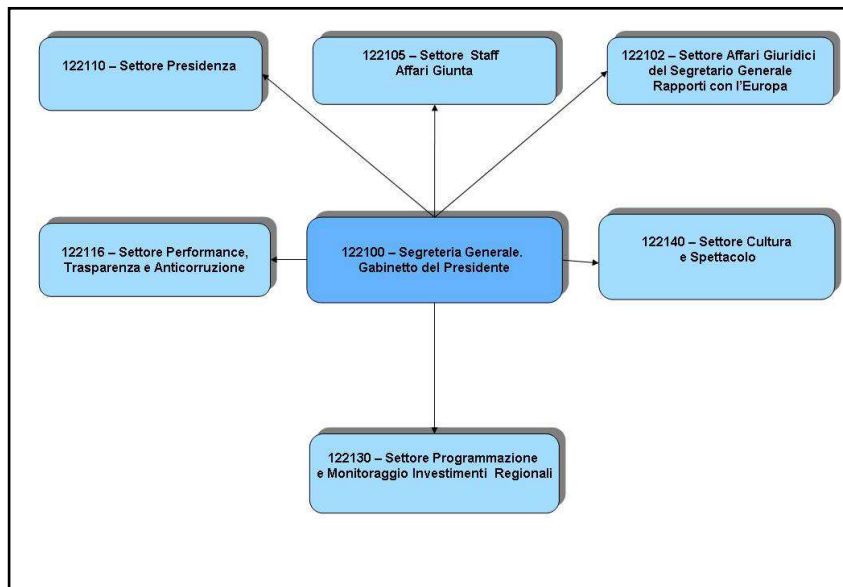 122110 – Settore Presidenza
122105 – Settore Staff
Affari Giunta
122102 – Settore Affari Giuridici
del Segretario Generale
Rapporti con l'Europa
122116 – Settore Performance,
Trasparenza e Anticorruzione
122100 – Segreteria Generale.
Gabinetto del Presidente
122140 – Settore Cultura
e Spettacolo
122130 – Settore Programmazione
e Monitoraggio Investimenti Regionali